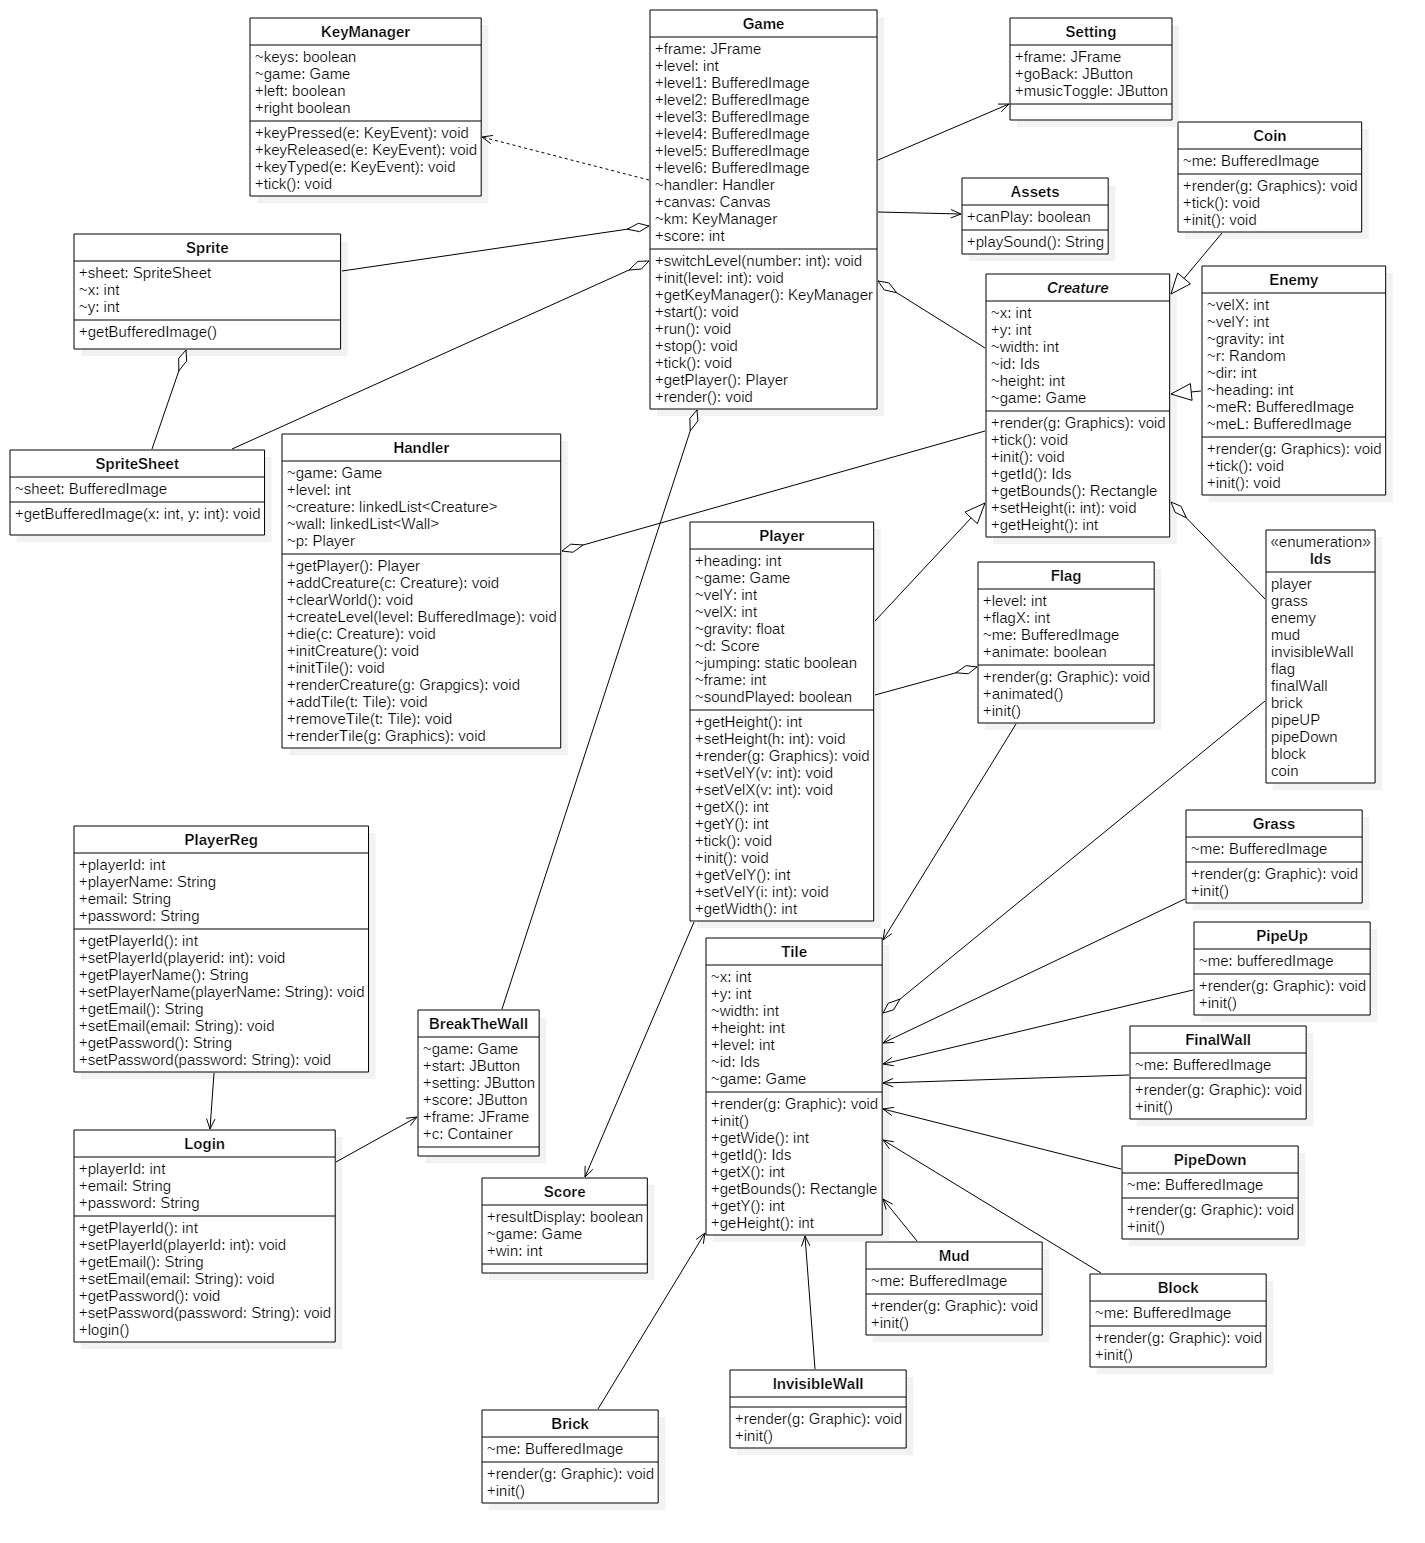 KeyManager
~keys: boolean
~game: Game
+left: boolean
+right boolean
+keyPressed(e: KeyEvent): void
+keyReleased(e: KeyEvent): void
+keyTyped(e: KeyEvent): void
+tick(): void
Game
+frame: JFrame
+level: int
+level1: BufferedImage
+level2: BufferedImage
+level3: BufferedImage
+level4: BufferedImage
+level5: BufferedImage
+level6: BufferedImage
~handler: Handler
+canvas: Canvas
~km: KeyManager
+score: int
+switchLevel(number: int): void
+init(level: int): void
+getKeyManager(): KeyManager
+start(): void
+run(): void
+stop(): void
+tick(): void
+getPlayer(): Player
+render(): void
Setting
+frame: JFrame
+goBack: JButton
+musicToggle: JButton
Coin
~me: BufferedImage
+render(g: Graphics): void
+tick(): void
+init(): void
Assets
+canPlay: boolean
+playSound(): String
Sprite
+sheet: SpriteSheet
~x: int
~y: int
+getBufferedImage()
Creature
~x: int
+y: int
~width: int
~id: Ids
~height: int
~game: Game
+render(g: Graphics): void
+tick(): void
+init(): void
+getId(): Ids
+getBounds(): Rectangle
+setHeight(i: int): void
+getHeight(): int
Enemy
~velX: int
~velY: int
~gravity: int
~r: Random
~dir: int
~heading: int
~meR: BufferedImage
~meL: BufferedImage
+render(g: Graphics): void
+tick(): void
+init(): void
SpriteSheet
~sheet: BufferedImage
+getBufferedImage(x: int, y: int): void
Handler
~game: Game
+level: int
~creature: linkedList<Creature>
~wall: linkedList<Wall>
~p: Player
+getPlayer(): Player
+addCreature(c: Creature): void
+clearWorld(): void
+createLevel(level: BufferedImage): void
+die(c: Creature): void
+initCreature(): void
+initTile(): void
+renderCreature(g: Grapgics): void
+addTile(t: Tile): void
+removeTile(t: Tile): void
+renderTile(g: Graphics): void
Player
+heading: int
~game: Game
~velY: int
~velX: int
~gravity: float
~d: Score
~jumping: static boolean
~frame: int
~soundPlayed: boolean
+getHeight(): int
+setHeight(h: int): void
+render(g: Graphics): void
+setVelY(v: int): void
+setVelX(v: int): void
+getX(): int
+getY(): int
+tick(): void
+init(): void
+getVelY(): int
+setVelY(i: int): void
+getWidth(): int
Flag
+level: int
+flagX: int
~me: BufferedImage
+animate: boolean
+render(g: Graphic): void
+animated()
+init()
«enumeration»
Ids
player
grass
enemy
mud
invisibleWall
flag
finalWall
brick
pipeUP
pipeDown
block
coin
PlayerReg
+playerId: int
+playerName: String
+email: String
+password: String
+getPlayerId(): int
+setPlayerId(playerid: int): void
+getPlayerName(): String
+setPlayerName(playerName: String): void
+getEmail(): String
+setEmail(email: String): void
+getPassword(): String
+setPassword(password: String): void
Grass
~me: BufferedImage
+render(g: Graphic): void
+init()
PipeUp
~me: bufferedImage
+render(g: Graphic): void
+init()
Tile
~x: int
+y: int
~width: int
+height: int
+level: int
~id: Ids
~game: Game
+render(g: Graphic): void
+init()
+getWide(): int
+getId(): Ids
+getX(): int
+getBounds(): Rectangle
+getY(): int
+geHeight(): int
BreakTheWall
~game: Game
+start: JButton
+setting: JButton
+score: JButton
+frame: JFrame
+c: Container
FinalWall
~me: BufferedImage
+render(g: Graphic): void
+init()
Login
+playerId: int
+email: String
+password: String
+getPlayerId(): int
+setPlayerId(playerId: int): void
+getEmail(): String
+setEmail(email: String): void
+getPassword(): void
+setPassword(password: String): void
+login()
Score
+resultDisplay: boolean
~game: Game
+win: int
PipeDown
~me: BufferedImage
+render(g: Graphic): void
+init()
Mud
~me: BufferedImage
+render(g: Graphic): void
+init()
Block
~me: BufferedImage
+render(g: Graphic): void
+init()
InvisibleWall
+render(g: Graphic): void
+init()
Brick
~me: BufferedImage
+render(g: Graphic): void
+init()